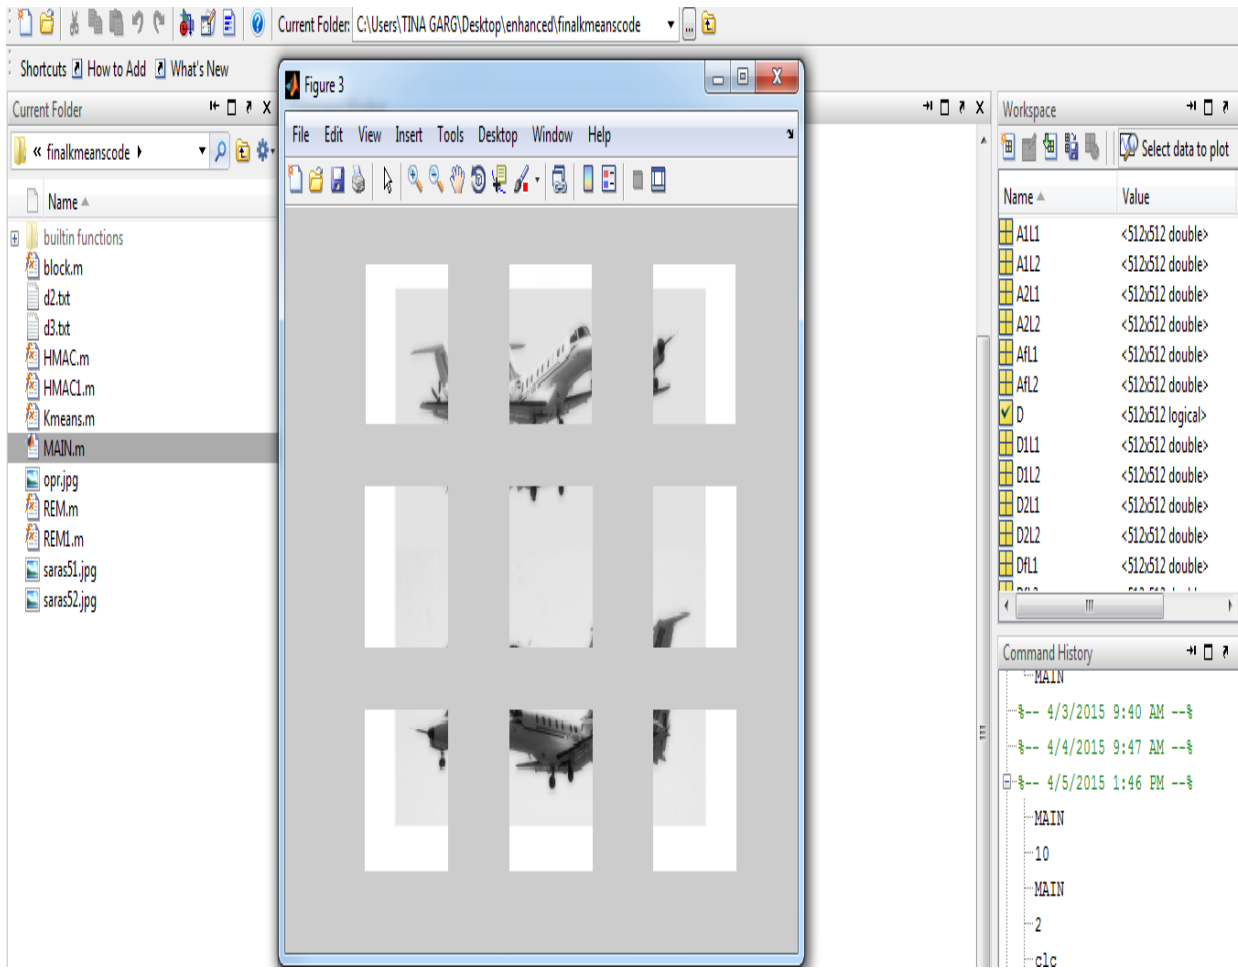 Current Folder: C:\Users\TINA GARG\Desktop\enhanced\finalkmeanscode
Shortcuts How to Add What's New
Current Folder
« finalkmeanscode
Name
builtin functions
block.m
d2.txt
d3.txt
HMAC.m
HMAC1.m
Kmeans.m
MAIN.m
opr.jpg
REM.m
REM1.m
saras51.jpg
saras52.jpg
Figure 3
File Edit View Insert Tools Desktop Window Help
Workspace
Select data to plot
Name Value
A1L1 <512x512 double>
A1L2 <512x512 double>
A2L1 <512x512 double>
A2L2 <512x512 double>
AfL1 <512x512 double>
AfL2 <512x512 double>
D <512x512 logical>
D1L1 <512x512 double>
D1L2 <512x512 double>
D2L1 <512x512 double>
D2L2 <512x512 double>
DfL1 <512x512 double>
Command History
MAIN
%-- 4/3/2015 9:40 AM --%
%-- 4/4/2015 9:47 AM --%
%-- 4/5/2015 1:46 PM --%
MAIN
10
MAIN
2
clc